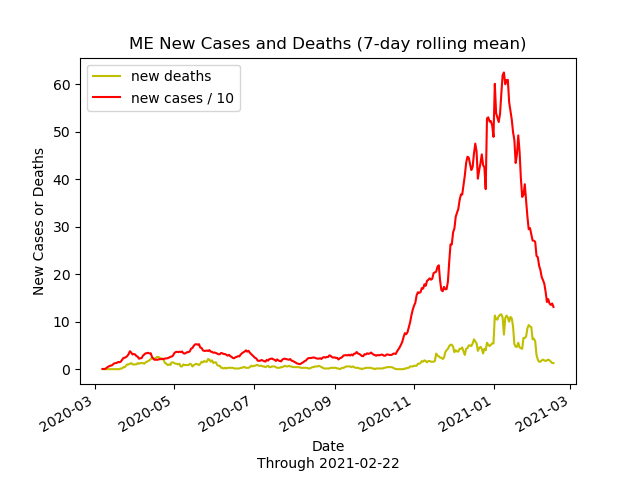 ME New Cases and Deaths (7-day rolling mean)
new deaths
new cases / 10
New Cases or Deaths
60
50
40
30
20
10
0
2020-03
2020-05
2020-07
2020-09
2020-11
2021-01
2021-03
Date
Through 2021-02-22